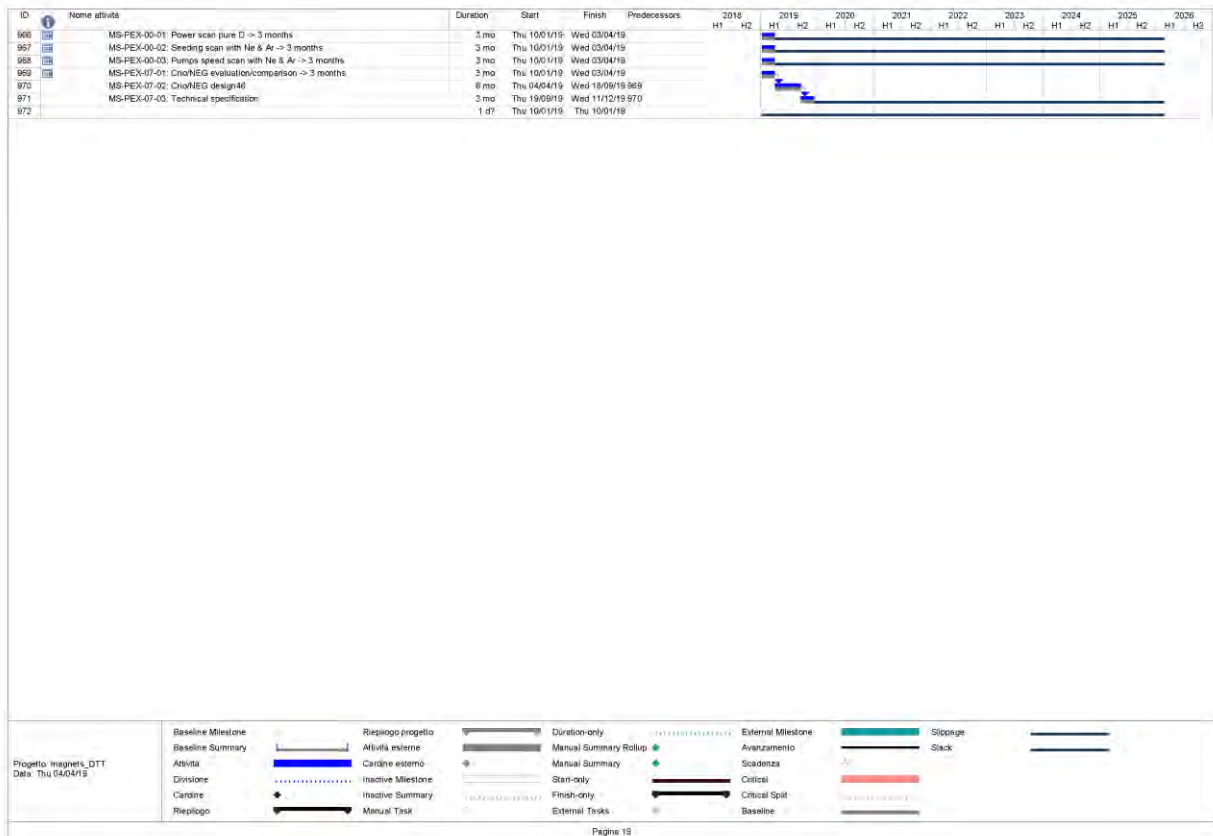 ID Nome attività Duration Start Finish Predecessors 2018 2019 2020 2021 2022 2023 2024 2025 2026
H1 H2 H1 H2 H1 H2 H1 H2 H1 H2 H1 H2 H1 H2 H1 H2 H1 H2
966 MS-PEX-00-01: Power scan pure D -> 3 months 3 mo Thu 10/01/19 Wed 03/04/19
967 MS-PEX-00-02: Seeding scan with Ne & Ar -> 3 months 3 mo Thu 10/01/19 Wed 03/04/19
968 MS-PEX-00-03: Pumps speed scan with Ne & Ar -> 3 months 3 mo Thu 10/01/19 Wed 03/04/19
969 MS-PEX-07-01: Crio/NEG evaluation/comparison -> 3 months 3 mo Thu 10/01/19 Wed 03/04/19
970 MS-PEX-07-02: Crio/NEG design46 6 mo Thu 04/04/19 Wed 18/09/19 969
971 MS-PEX-07-03: Technical specification 3 mo Thu 19/09/19 Wed 11/12/19 970
972 1 d? Thu 10/01/19 Thu 10/01/19
Progetto: magnets_DTT
Data: Thu 04/04/19
Baseline Milestone Riepilogo progetto Duration-only External Milestone Slippage
Baseline Summary Attività esterne Manual Summary Rollup Avanzamento Slack
Attività Cardine esterno Manual Summary Scadenza
Divisione Inactive Milestone Start-only Critical
Cardine Inactive Summary Finish-only Critical Split
Riepilogo Manual Task External Tasks Baseline
Pagine 19